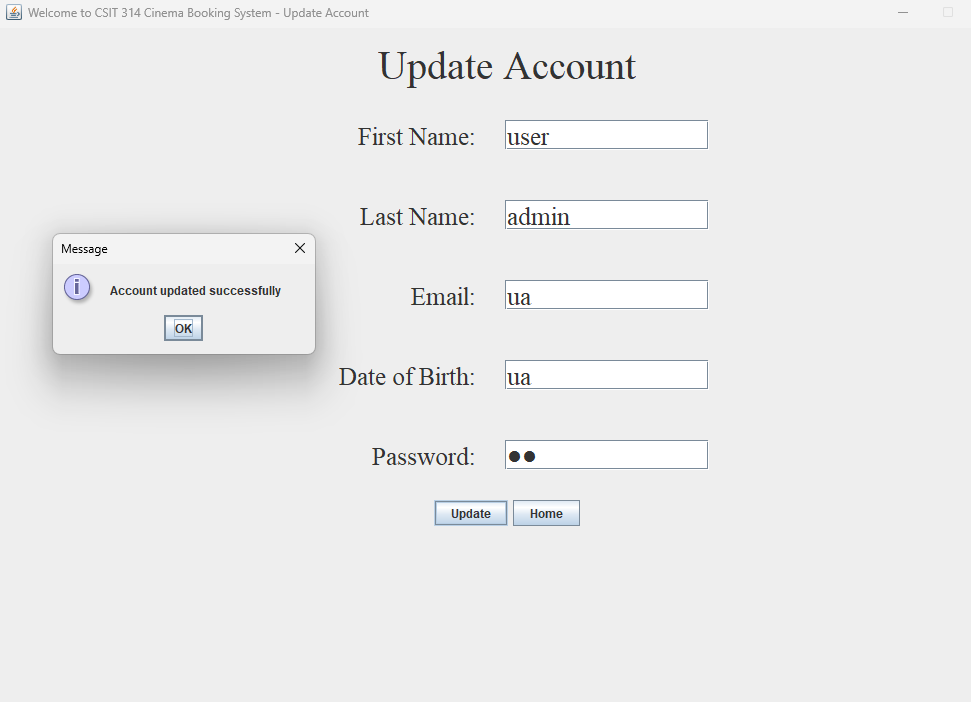 Welcome to CSIT 314 Cinema Booking System - Update Account
Update Account
First Name: user
Last Name: admin
Message
Account updated successfully
OK
Email: ua
Date of Birth: ua
Password: ●●
Update Home